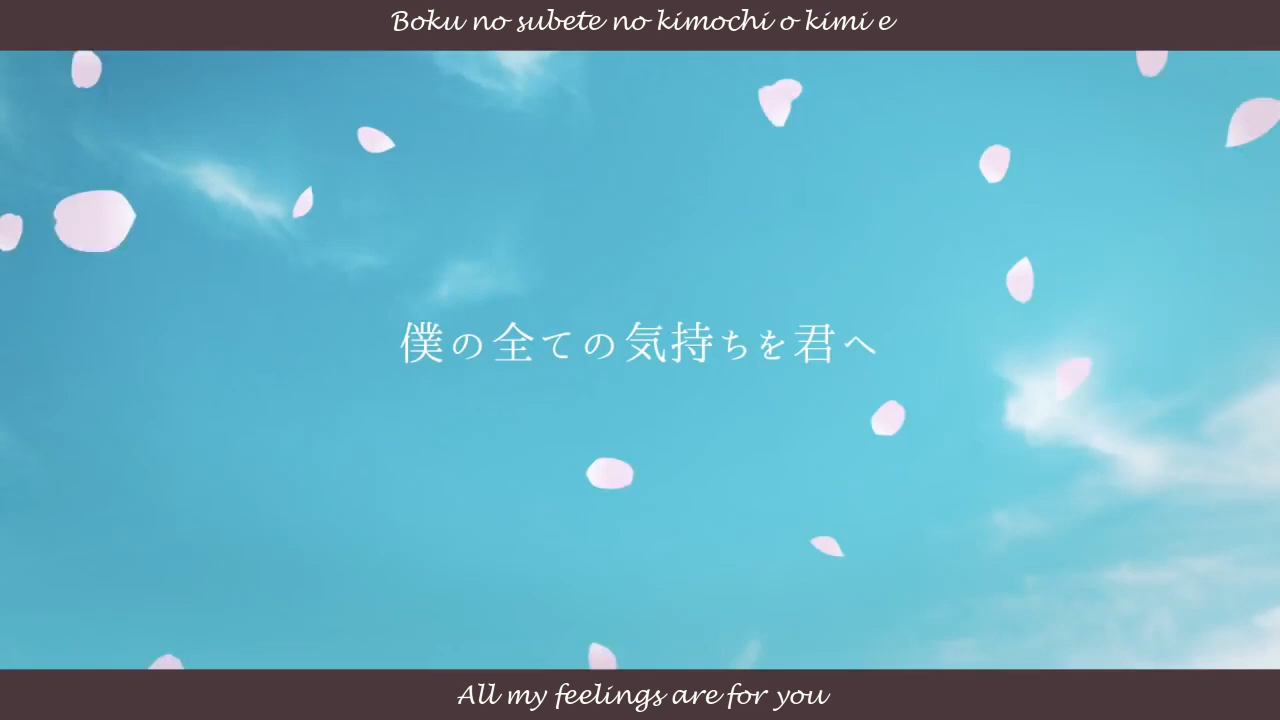 Boku no subete no kimochi o kimi e
僕の全ての気持ちを君へ
All my feelings are for you